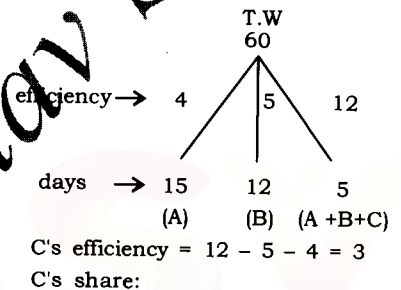 T.W
60
efficiency → 4 5 12
days → 15 12 5
(A) (B) (A +B+C)
C's efficiency = 12 – 5 – 4 = 3
C's share: